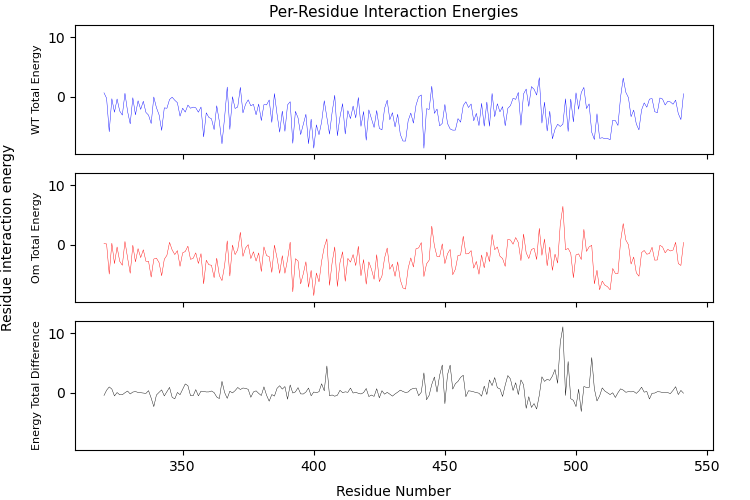 Per-Residue Interaction Energies
Residue interaction energy
WT Total Energy
10
0
Om Total Energy
10
0
Energy Total Difference
10
0
350
400
450
500
550
Residue Number